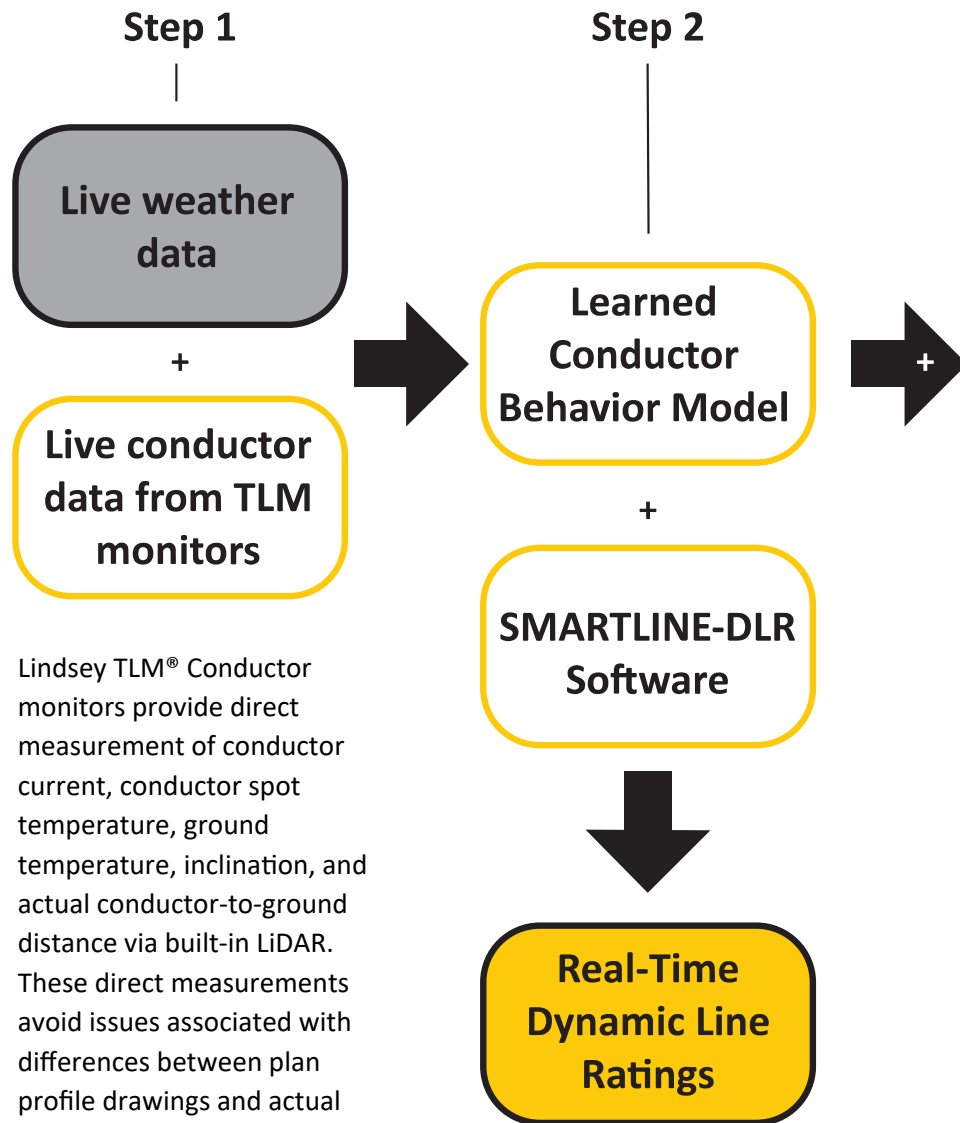 Step 1
Live weather
data
+
Live conductor
data from TLM
monitors
Lindsey TLM® Conductor
monitors provide direct
measurement of conductor
current, conductor spot
temperature, ground
temperature, inclination, and
actual conductor-to-ground
distance via built-in LiDAR.
These direct measurements
avoid issues associated with
differences between plan
profile drawings and actual
Step 2
Learned
Conductor
Behavior Model
+
+
SMARTLINE-DLR
Software
Real-Time
Dynamic Line
Ratings